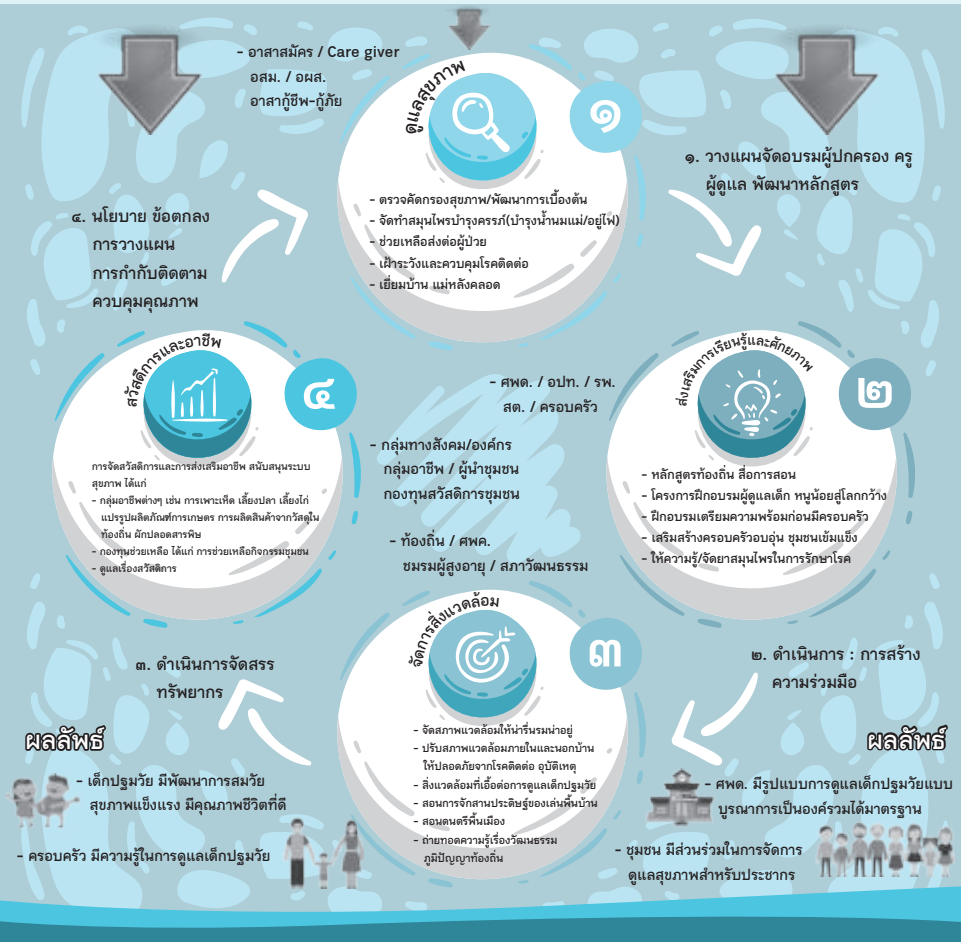 - อาสาสมัคร / Care giver
อสม. / อผส.
อาสากู้ชีพ-กู้ภัย
ดูแลสุขภาพ
๑
- ตรวจคัดกรองสุขภาพ/พัฒนาการเบื้องต้น
- จัดทำสมุนไพรบำรุงครรภ์(บำรุงน้ำนมแม่/อยู่ไฟ)
- ช่วยเหลือส่งต่อผู้ป่วย
- เฝ้าระวังและควบคุมโรคติดต่อ
- เยี่ยมบ้าน แม่หลังคลอด
๑. วางแผนจัดอบรมผู้ปกครอง ครู
ผู้ดูแล พัฒนาหลักสูตร
๔. นโยบาย ข้อตกลง
การวางแผน
การกำกับติดตาม
ควบคุมคุณภาพ
สวัสดิการและอาชีพ
๔
การจัดสวัสดิการและการส่งเสริมอาชีพ สนับสนุนระบบ
สุขภาพ ได้แก่
- กลุ่มอาชีพต่างๆ เช่น การเพาะเห็ด เลี้ยงปลา เลี้ยงไก่
แปรรูปผลิตภัณฑ์การเกษตร การผลิตสินค้าจากวัสดุใน
ท้องถิ่น ผักปลอดสารพิษ
- กองทุนช่วยเหลือ ได้แก่ การช่วยเหลือกิจกรรมชุมชน
- ดูแลเรื่องสวัสดิการ
- ศพด. / อปท. / รพ.
สต. / ครอบครัว
- กลุ่มทางสังคม/องค์กร
กลุ่มอาชีพ / ผู้นำชุมชน
กองทุนสวัสดิการชุมชน
- ท้องถิ่น / ศพค.
ชมรมผู้สูงอายุ / สภาวัฒนธรรม
ส่งเสริมการเรียนรู้และศักยภาพ
๒
- หลักสูตรท้องถิ่น สื่อการสอน
- โครงการฝึกอบรมผู้ดูแลเด็ก หนูน้อยสู่โลกกว้าง
- ฝึกอบรมเตรียมความพร้อมก่อนมีครอบครัว
- เสริมสร้างครอบครัวอบอุ่น ชุมชนเข้มแข็ง
- ให้ความรู้/จัดยาสมุนไพรในการรักษาโรค
จัดการสิ่งแวดล้อม
๓
- จัดสภาพแวดล้อมให้น่ารื่นรมน่าอยู่
- ปรับสภาพแวดล้อมภายในและนอกบ้าน
ให้ปลอดภัยจากโรคติดต่อ อุบัติเหตุ
- สิ่งแวดล้อมที่เอื้อต่อการดูแลเด็กปฐมวัย
- สอนการจักสานประดิษฐ์ของเล่นพื้นบ้าน
- สอนดนตรีพื้นเมือง
- ถ่ายทอดความรู้เรื่องวัฒนธรรม
ภูมิปัญญาท้องถิ่น
๓. ดำเนินการจัดสรร
ทรัพยากร
๒. ดำเนินการ : การสร้าง
ความร่วมมือ
ผลลัพธ์
- เด็กปฐมวัย มีพัฒนาการสมวัย
สุขภาพแข็งแรง มีคุณภาพชีวิตที่ดี
- ครอบครัว มีความรู้ในการดูแลเด็กปฐมวัย
ผลลัพธ์
- ศพด. มีรูปแบบการดูแลเด็กปฐมวัยแบบ
บูรณาการเป็นองค์รวมได้มาตรฐาน
- ชุมชน มีส่วนร่วมในการจัดการ
ดูแลสุขภาพสำหรับประชากร